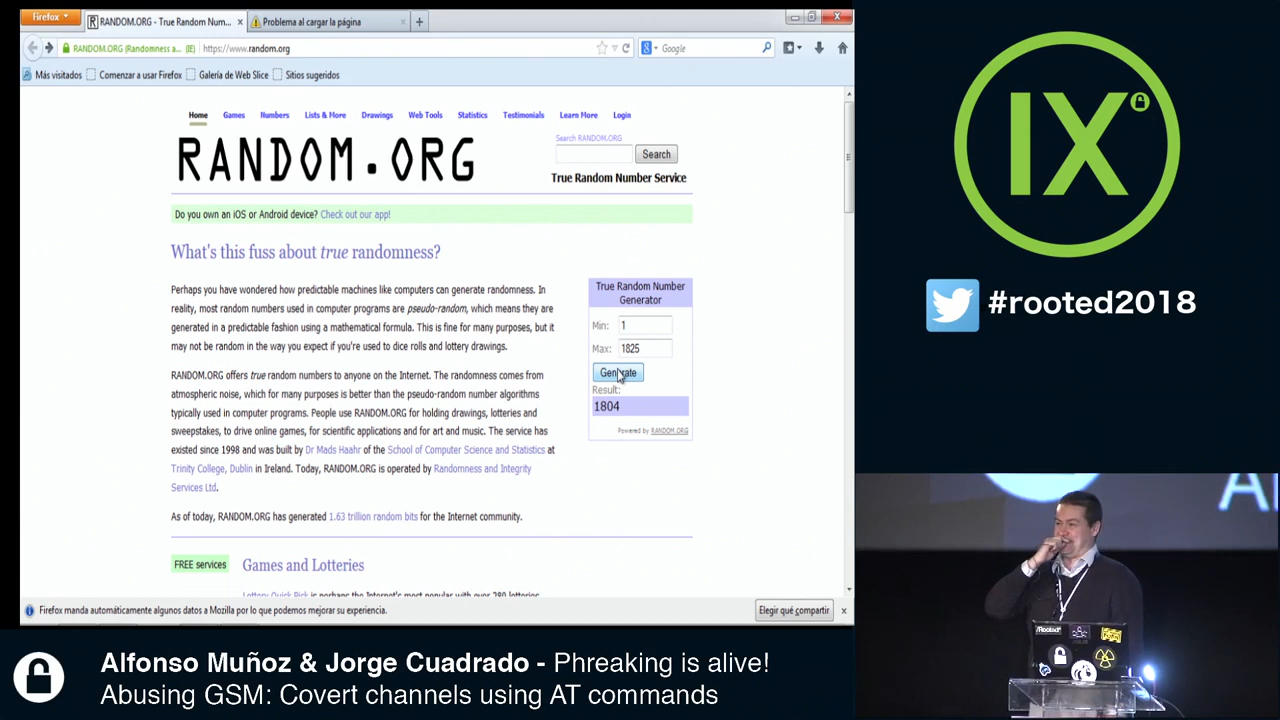 Firefox
RANDOM.ORG - True Random Num...
Problema al cargar la página
RANDOM.ORG (Randomness a... (IE)
https://www.random.org
Google
Más visitados
Comenzar a usar Firefox
Galería de Web Slice
Sitios sugeridos
Home Games Numbers Lists & More Drawings Web Tools Statistics Testimonials Learn More Login
RANDOM.ORG
Search RANDOM.ORG
Search
True Random Number Service
Do you own an iOS or Android device? Check out our app!
What's this fuss about true randomness?
Perhaps you have wondered how predictable machines like computers can generate randomness. In
reality, most random numbers used in computer programs are pseudo-random, which means they are
generated in a predictable fashion using a mathematical formula. This is fine for many purposes, but it
may not be random in the way you expect if you're used to dice rolls and lottery drawings.
RANDOM.ORG offers true random numbers to anyone on the Internet. The randomness comes from
atmospheric noise, which for many purposes is better than the pseudo-random number algorithms
typically used in computer programs. People use RANDOM.ORG for holding drawings, lotteries and
sweepstakes, to drive online games, for scientific applications and for art and music. The service has
existed since 1998 and was built by Dr Mads Haahr of the School of Computer Science and Statistics at
Trinity College, Dublin in Ireland. Today, RANDOM.ORG is operated by Randomness and Integrity
Services Ltd.
As of today, RANDOM.ORG has generated 1.63 trillion random bits for the Internet community.
True Random Number
Generator
Min: 1
Max: 1825
Generate
Result:
1804
Powered by RANDOM.ORG
FREE services
Games and Lotteries
Lottery Quick Pick is perhaps the Internet's most popular with over 280 lotteries
Firefox manda automáticamente algunos datos a Mozilla por lo que podemos mejorar su experiencia.
Elegir qué compartir
IX
#rooted2018
/Rooted
Alfonso Muñoz & Jorge Cuadrado - Phreaking is alive!
Abusing GSM: Covert channels using AT commands